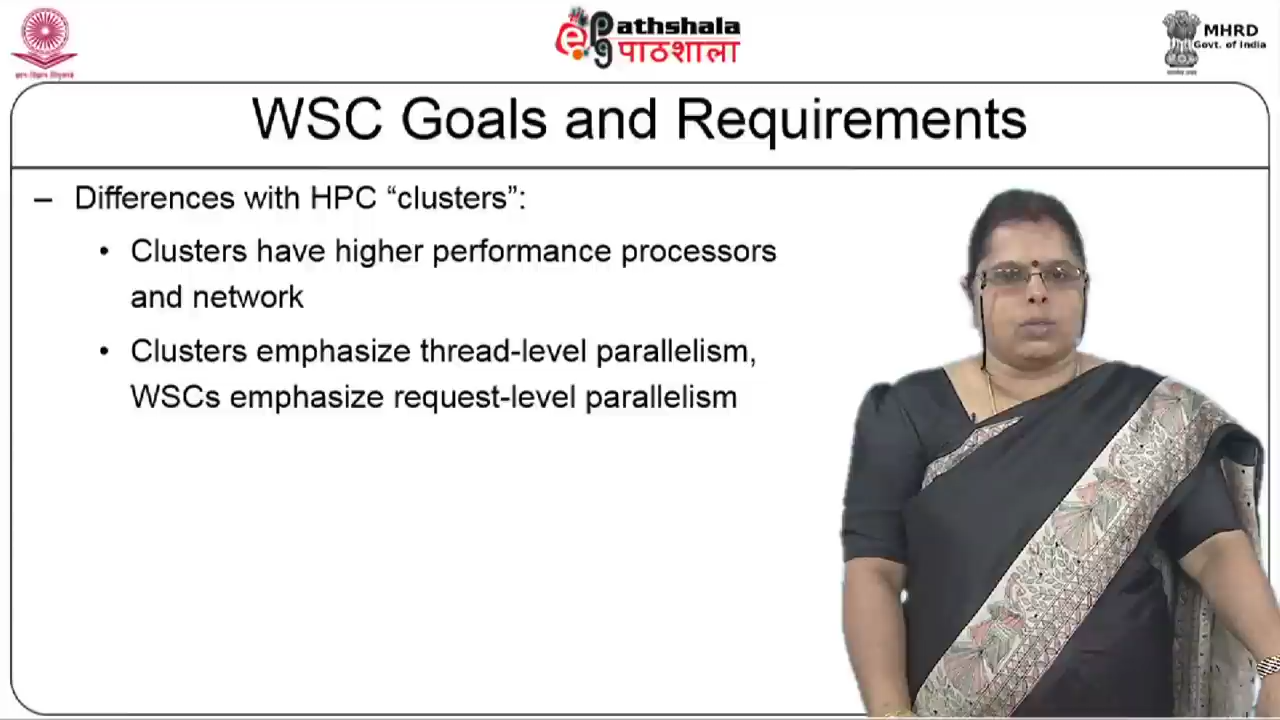 ePathshala
पाठशाला
MHRD
Govt. of India
WSC Goals and Requirements
– Differences with HPC “clusters”:
• Clusters have higher performance processors
and network
• Clusters emphasize thread-level parallelism,
WSCs emphasize request-level parallelism